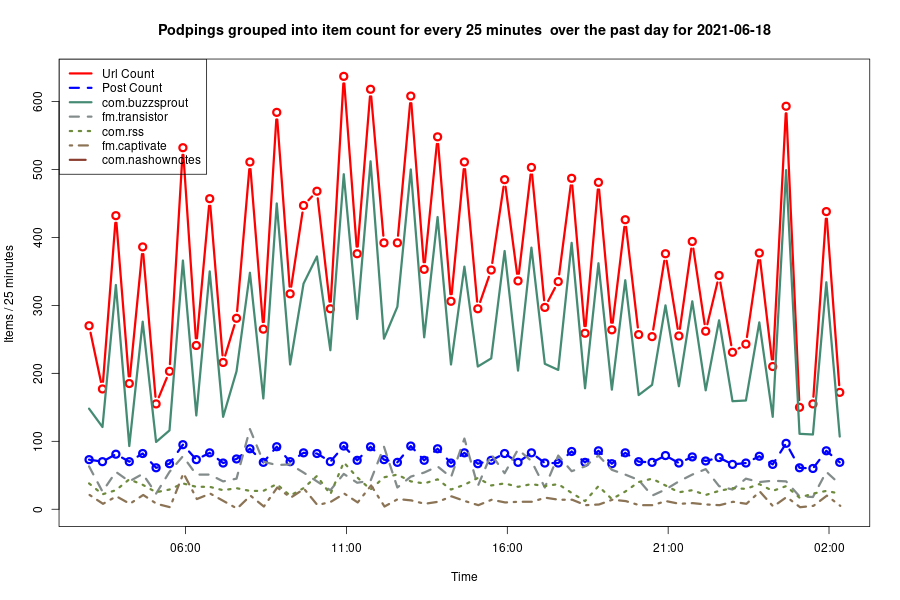 Podpings grouped into item count for every 25 minutes  over the past day for 2021-06-18
Url Count
Post Count
com.buzzsprout
fm.transistor
com.rss
fm.captivate
com.nashownotes
Items / 25 minutes
600
500
400
300
200
100
0
06:00 11:00 16:00 21:00 02:00
Time